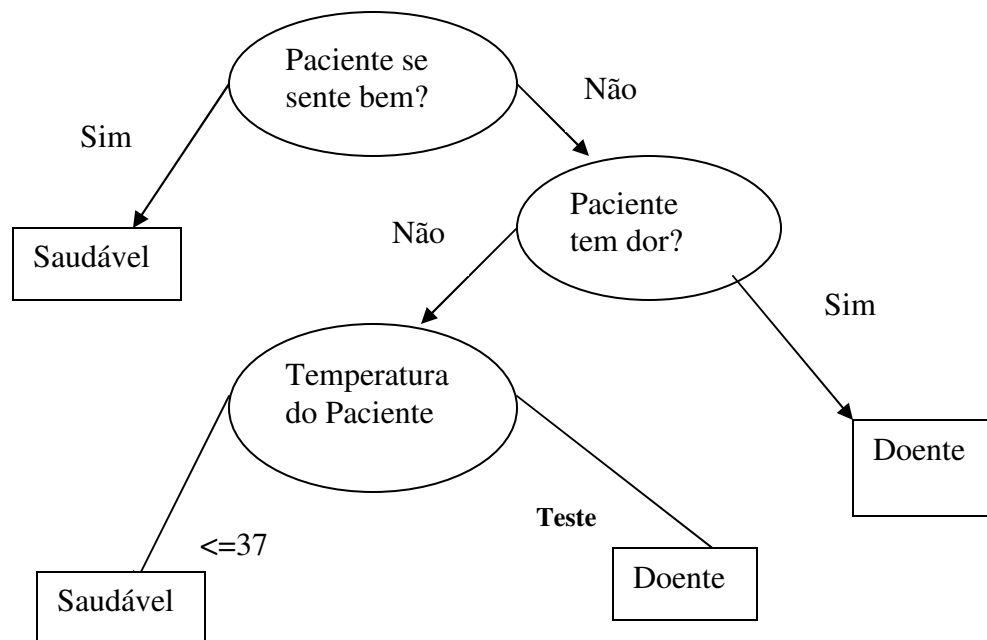 Paciente se
sente bem?
Não
Sim
Paciente
tem dor?
Não
Saudável
Sim
Temperatura
do Paciente
Doente
Teste
<=37
Doente
Saudável